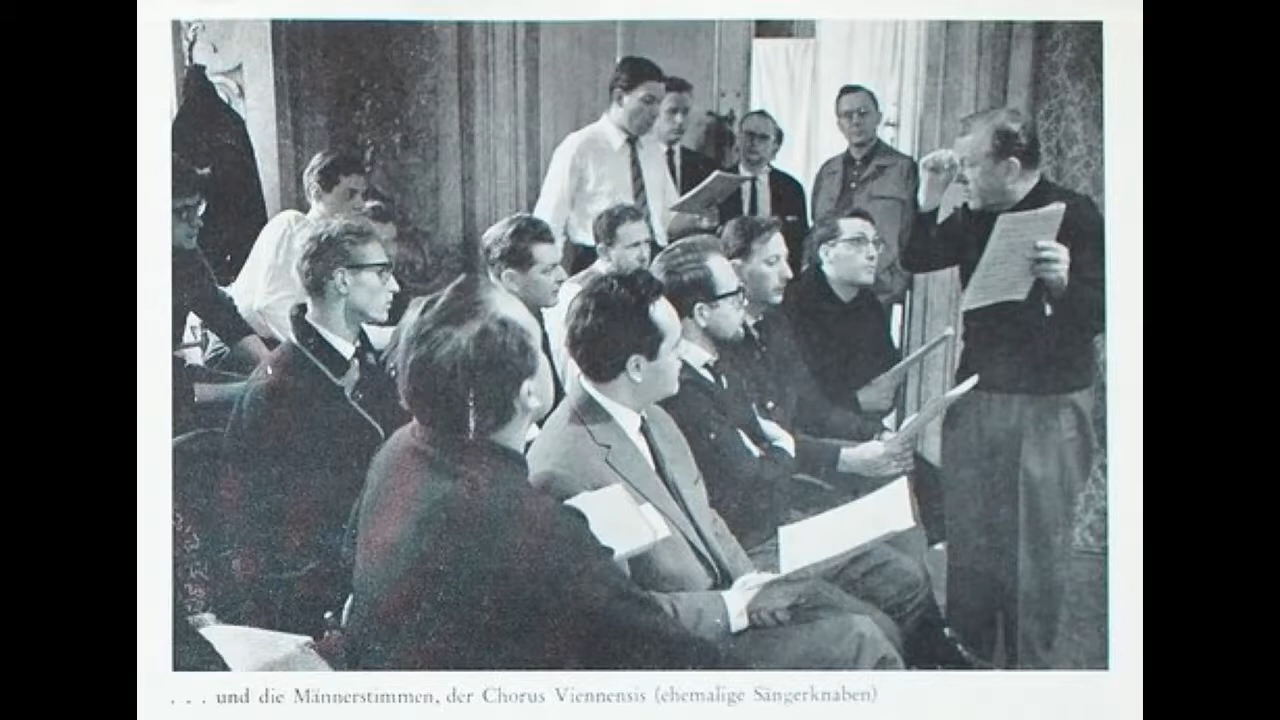 . . . und die Männerstimmen, der Chorus Viennensis (ehemalige Sängerknaben)